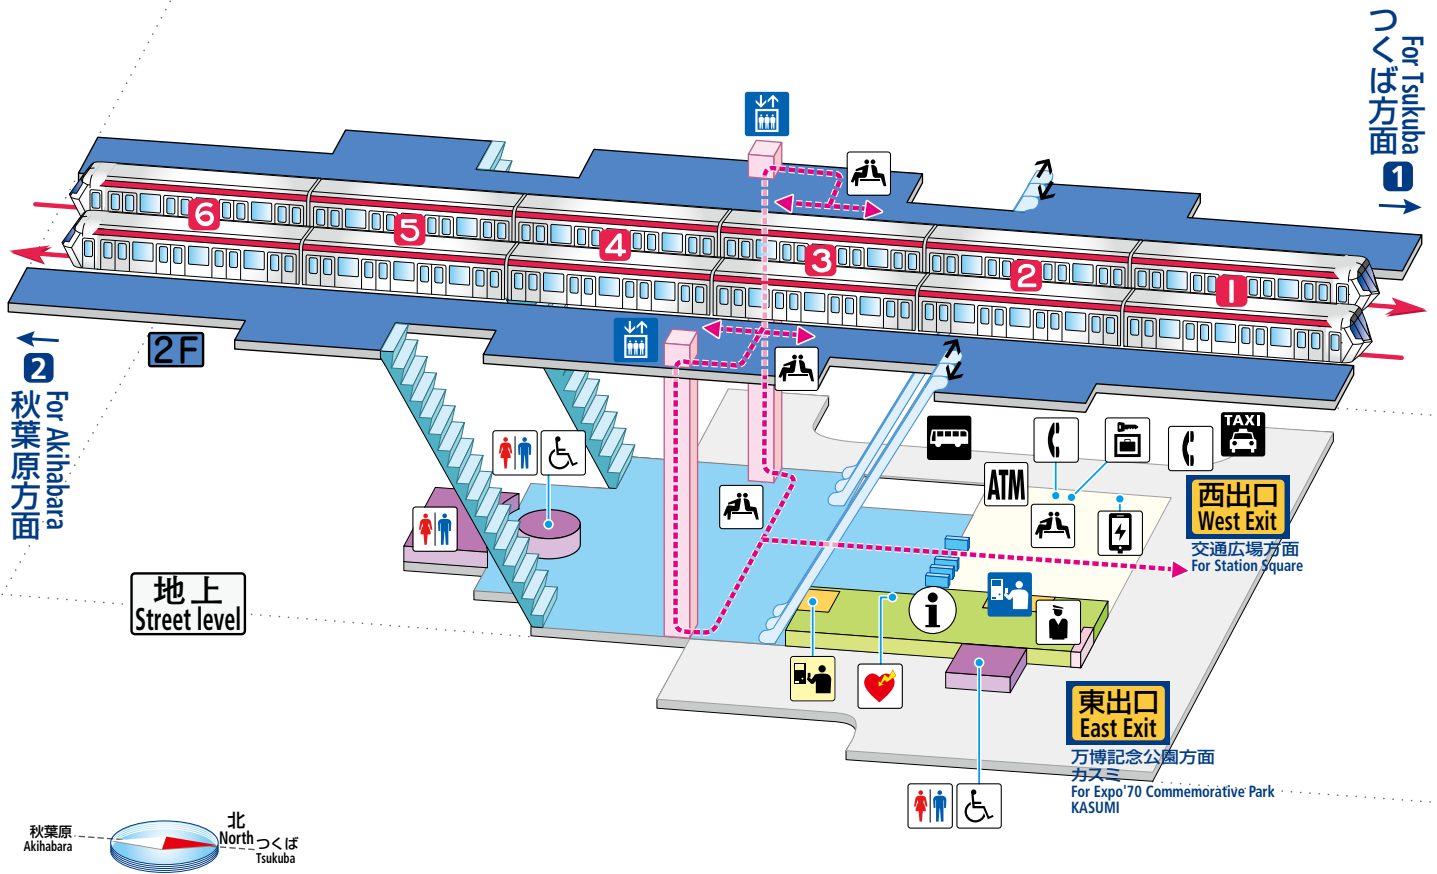 つくば方面
For Tsukuba
1
6
5
4
3
2
1
2F
2
For Akihabara
秋葉原方面
TAXI
ATM
西出口
West Exit
交通広場方面
For Station Square
地上
Street level
i
東出口
East Exit
万博記念公園方面
カスミ
For Expo'70 Commemorative Park
KASUMI
秋葉原
Akihabara
北
North
つくば
Tsukuba